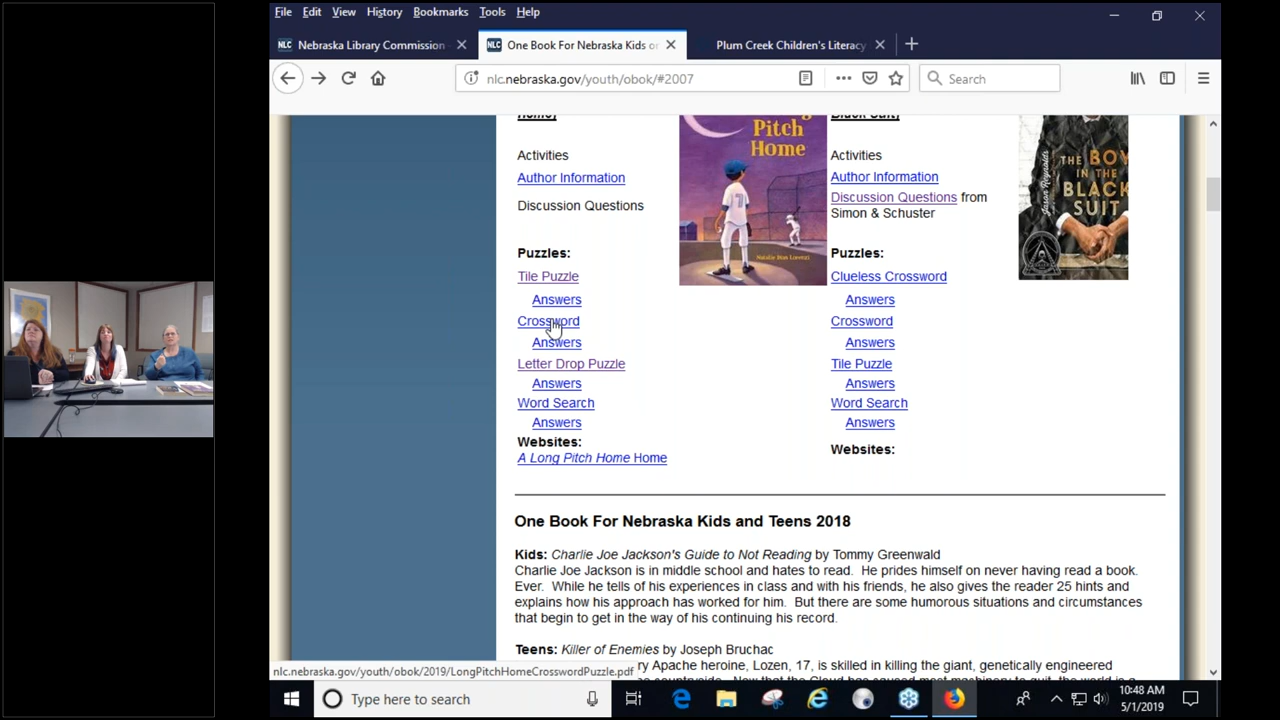 File Edit View History Bookmarks Tools Help
Nebraska Library Commission
One Book For Nebraska Kids
Plum Creek Children's Literacy
nlc.nebraska.gov/youth/obok/#2007
Search
Home)
Black Suit)
Activities
Author Information
Discussion Questions
Puzzles:
Tile Puzzle
Answers
Crossword
Answers
Letter Drop Puzzle
Answers
Word Search
Answers
Websites:
A Long Pitch Home Home
Pitch
Home
Natalie Dias Lorenzi
Activities
Author Information
Discussion Questions from
Simon & Schuster
Puzzles:
Clueless Crossword
Answers
Crossword
Answers
Tile Puzzle
Answers
Word Search
Answers
Websites:
Jason Reynolds
THE BOY
IN THE
BLACK
SUIT
One Book For Nebraska Kids and Teens 2018
Kids: Charlie Joe Jackson's Guide to Not Reading by Tommy Greenwald
Charlie Joe Jackson is in middle school and hates to read. He prides himself on never having read a book.
Ever. While he tells of his experiences in class and with his friends, he also gives the reader 25 hints and
explains how his approach has worked for him. But there are some humorous situations and circumstances
that begin to get in the way of his continuing his record.
Teens: Killer of Enemies by Joseph Bruchac
ry Apache heroine, Lozen, 17, is skilled in killing the giant, genetically engineered
nlc.nebraska.gov/youth/obok/2019/LongPitchHomeCrosswordPuzzle.pdf
Type here to search
10:48 AM
5/1/2019